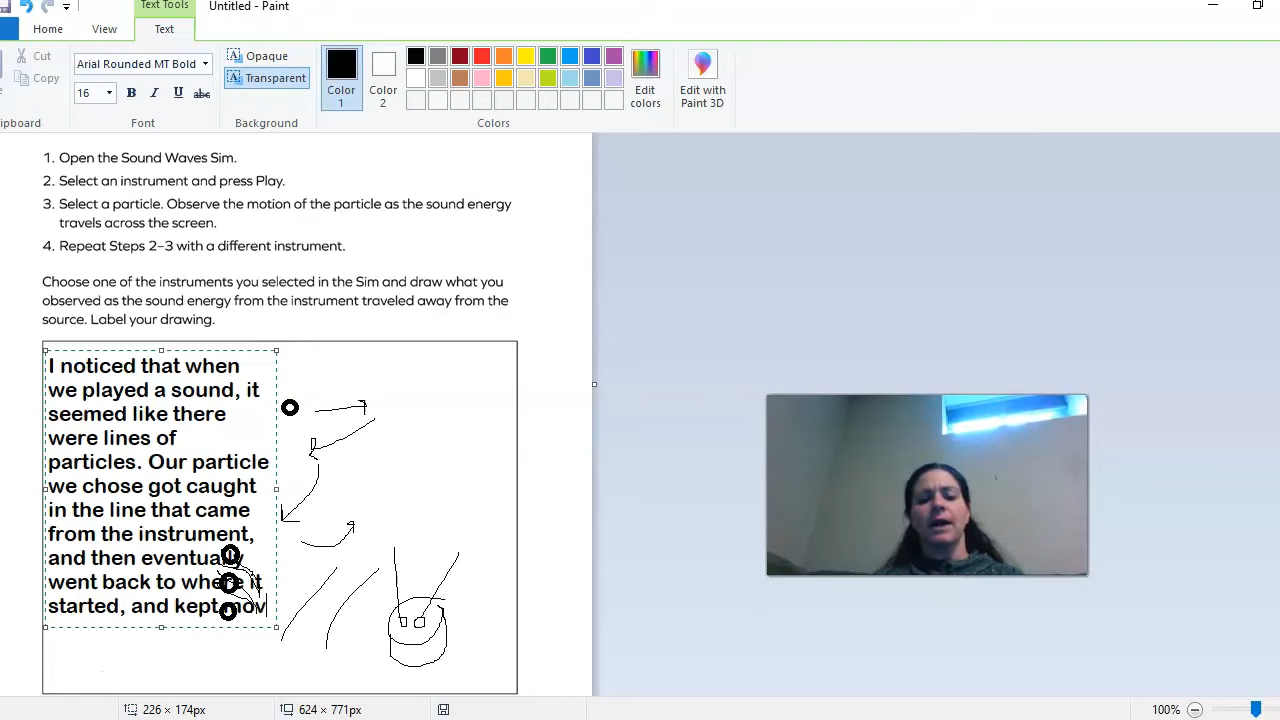 Text Tools
Untitled - Paint
Home
View
Text
Cut
Copy
Arial Rounded MT Bold
16
B
I
U
abc
Opaque
Transparent
Color
1
Color
2
Edit
colors
Edit with
Paint 3D
lipboard
Font
Background
Colors
1. Open the Sound Waves Sim.
2. Select an instrument and press Play.
3. Select a particle. Observe the motion of the particle as the sound energy
travels across the screen.
4. Repeat Steps 2–3 with a different instrument.
Choose one of the instruments you selected in the Sim and draw what you
observed as the sound energy from the instrument traveled away from the
source. Label your drawing.
I noticed that when
we played a sound, it
seemed like there
were lines of
particles. Our particle
we chose got caught
in the line that came
from the instrument,
and then eventually
went back to where it
started, and kept mov
226 × 174px
624 × 771px
100%